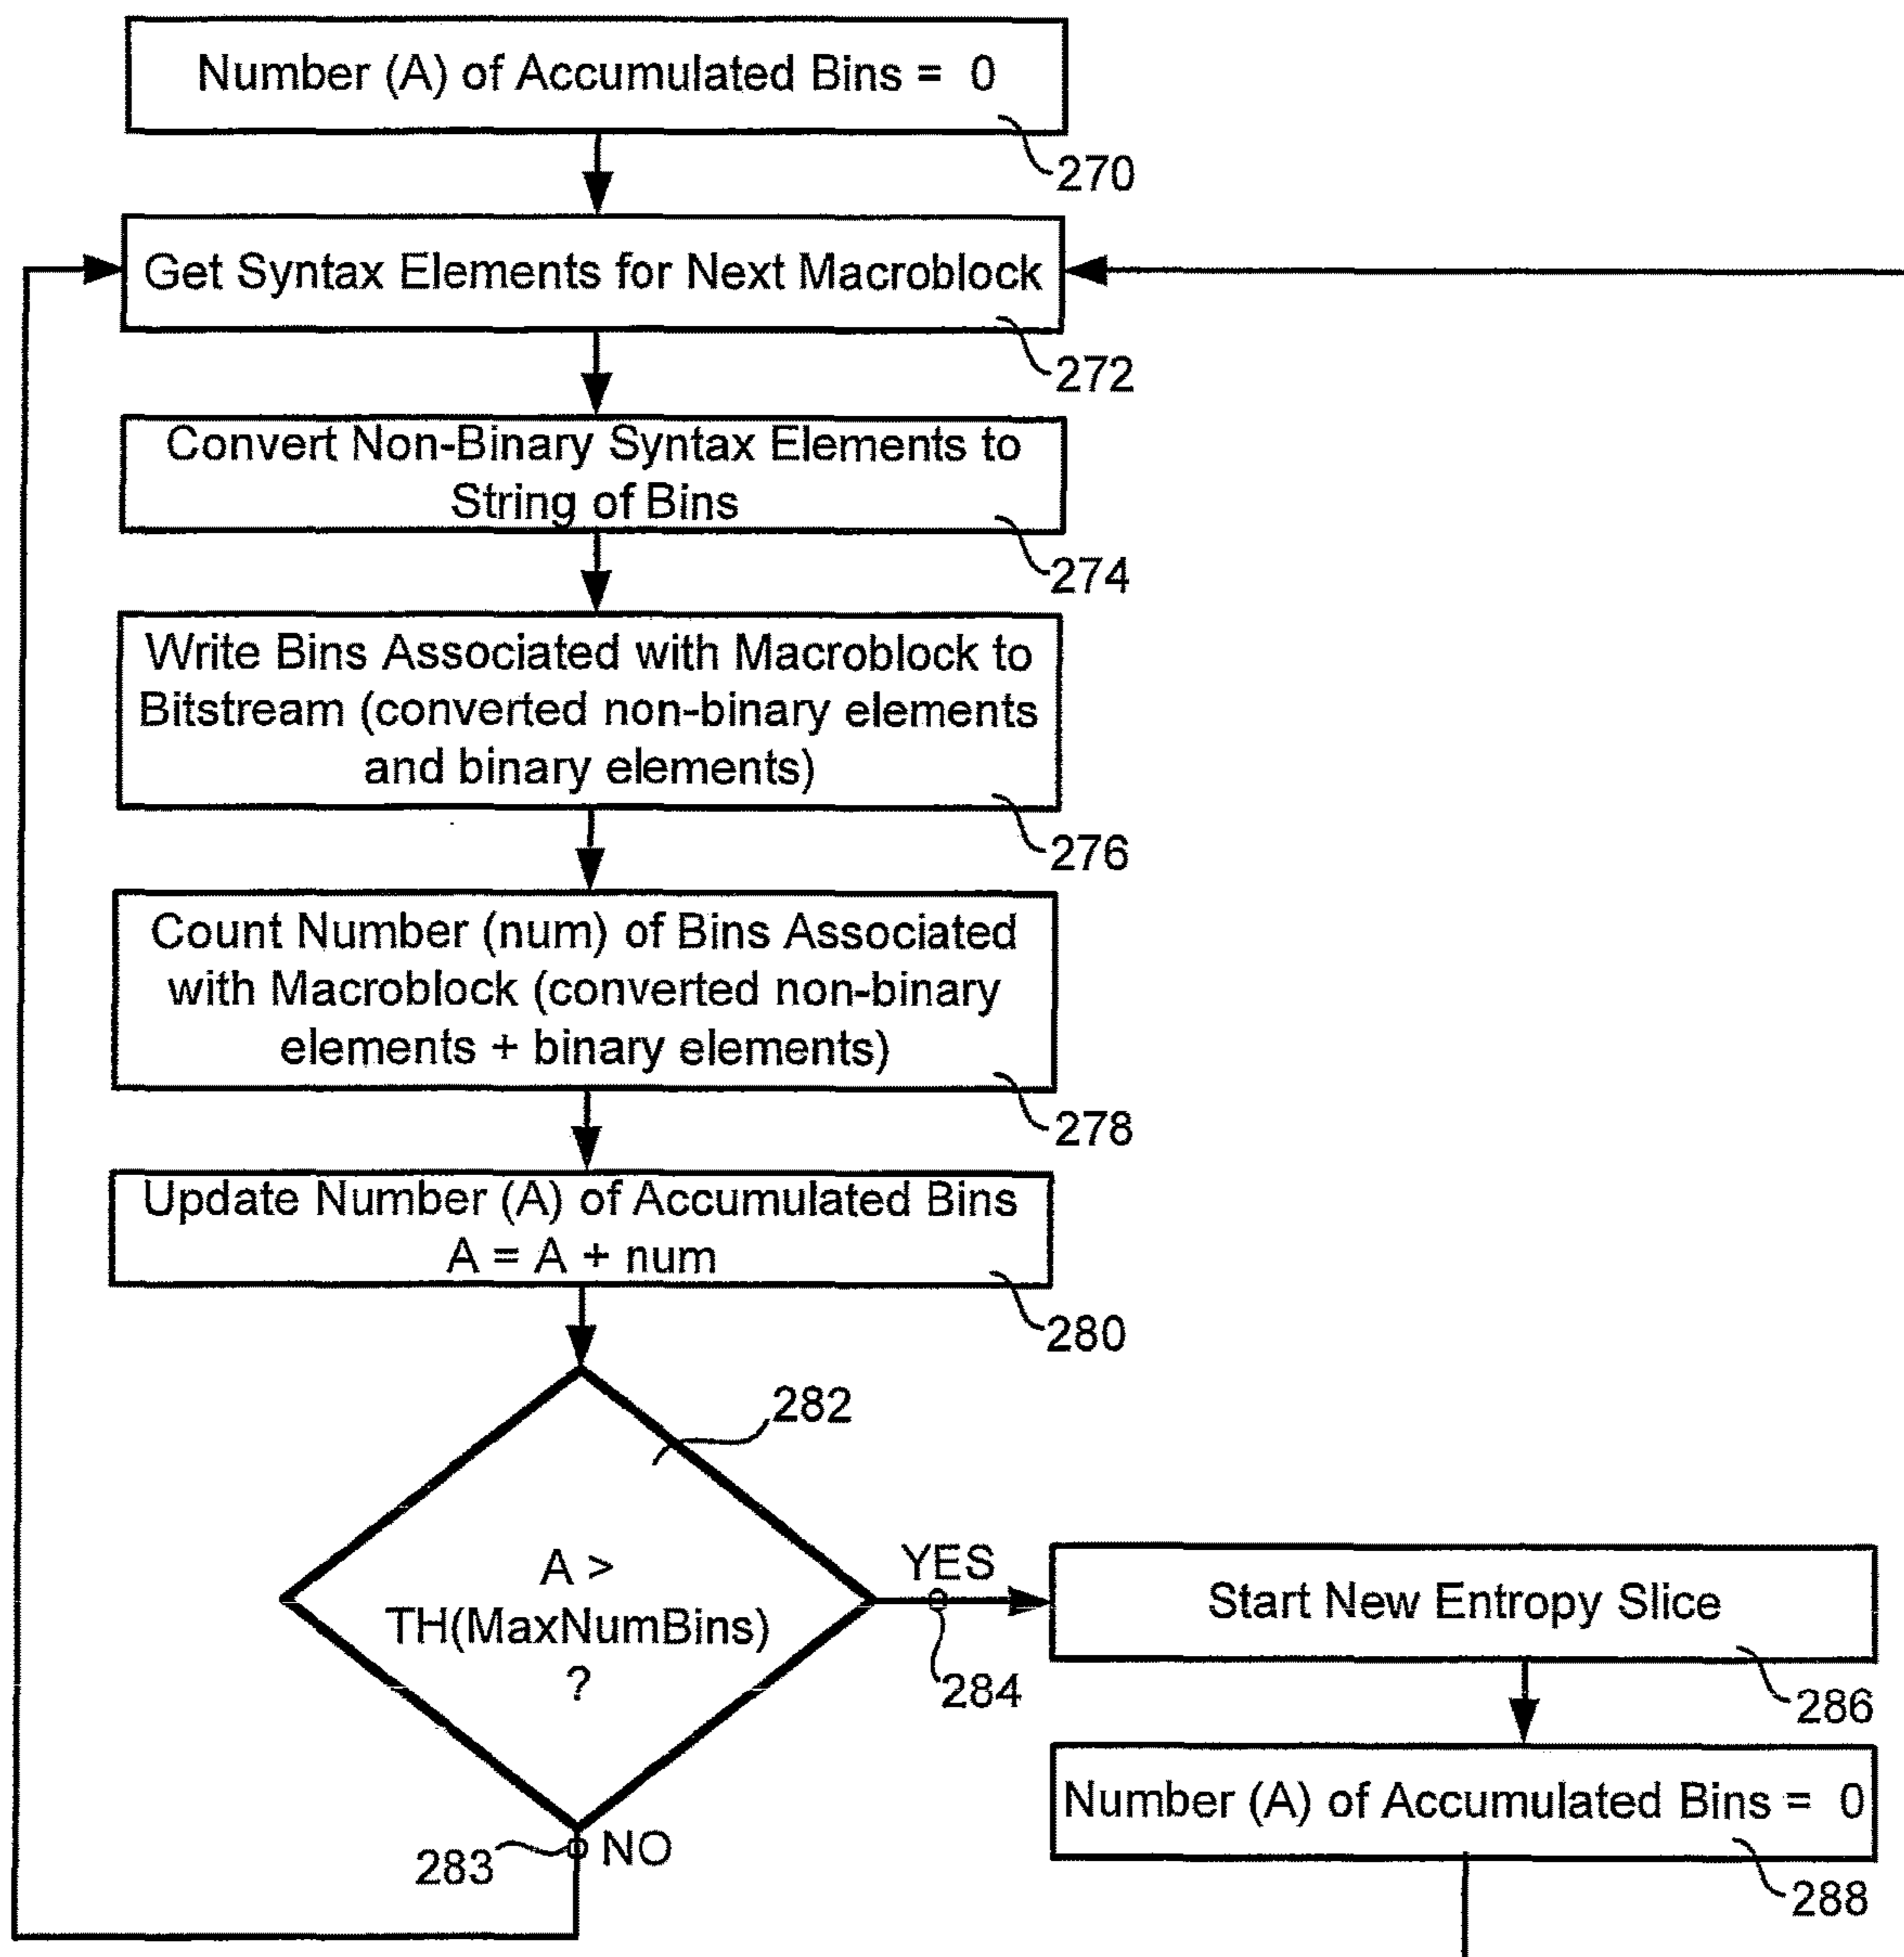 Number (A) of Accumulated Bins = 0
270
Get Syntax Elements for Next Macroblock
272
Convert Non-Binary Syntax Elements to
String of Bins
274
Write Bins Associated with Macroblock to
Bitstream (converted non-binary elements
and binary elements)
276
Count Number (num) of Bins Associated
with Macroblock (converted non-binary
elements + binary elements)
278
Update Number (A) of Accumulated Bins
A = A + num
280
282
A >
TH(MaxNumBins)
?
YES
284
Start New Entropy Slice
286
283
NO
Number (A) of Accumulated Bins = 0
288